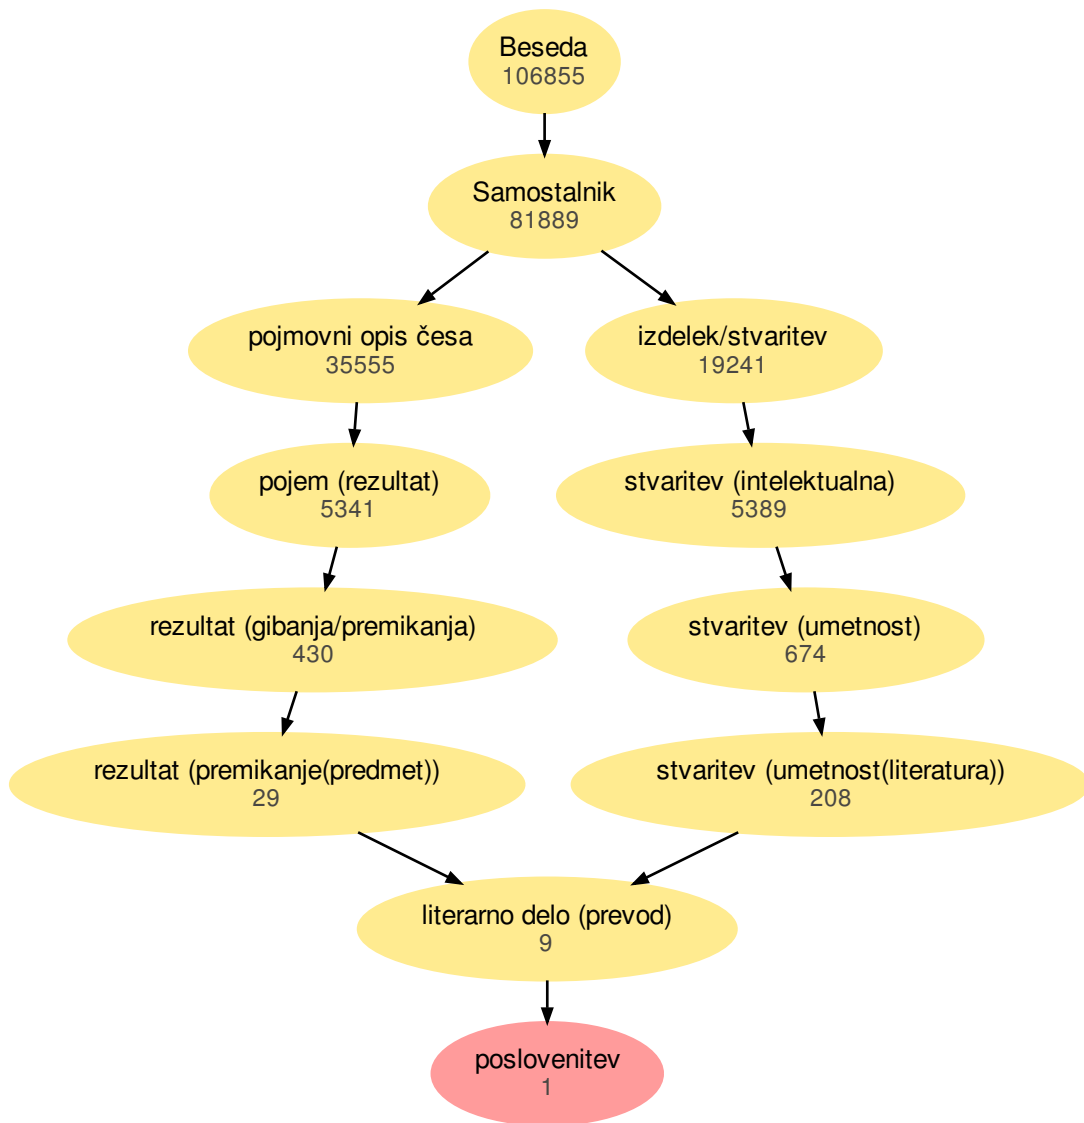 Beseda
106855
Samostalnik
81889
pojmovni opis česa
35555
izdelek/stvaritev
19241
pojem (rezultat)
5341
stvaritev (intelektualna)
5389
rezultat (gibanja/premikanja)
430
stvaritev (umetnost)
674
rezultat (premikanje(predmet))
29
stvaritev (umetnost(literatura))
208
literarno delo (prevod)
9
poslovenitev
1